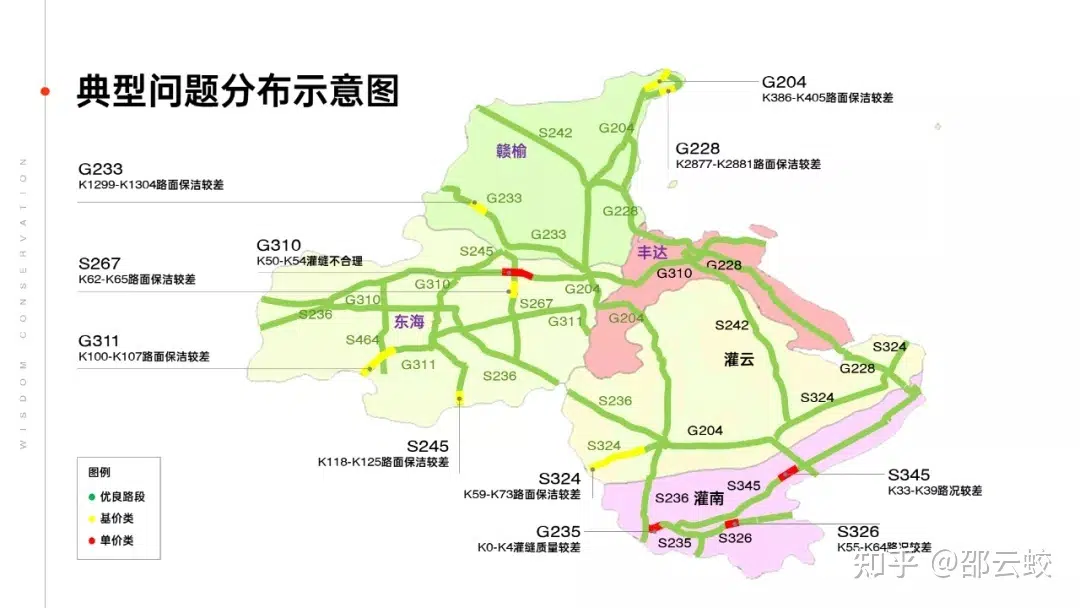 典型问题分布示意图
WISDOM CONSERVATION
G204
K386-K405路面保洁较差
G228
K2877-K2881路面保洁较差
G233
K1299-K1304路面保洁较差
G310
K50-K54灌缝不合理
S267
K62-K65路面保洁较差
G311
K100-K107路面保洁较差
S242
G204
赣榆
G233
G228
G233
S245
丰达
G310
G228
G310
G204
G310
S267
S236
东海
G311
G204
S242
S324
S464
G311
灌云
G228
S236
S236
S324
S324
G204
S245
K118-K125路面保洁较差
S324
K59-K73路面保洁较差
S345
K33-K39路况较差
S236
灌南
S345
G235
K0-K4灌缝质量较差
S235
S326
S326
K55-K64路况较差
图例
优良路段
基价类
单价类
知乎 @邵云蛟